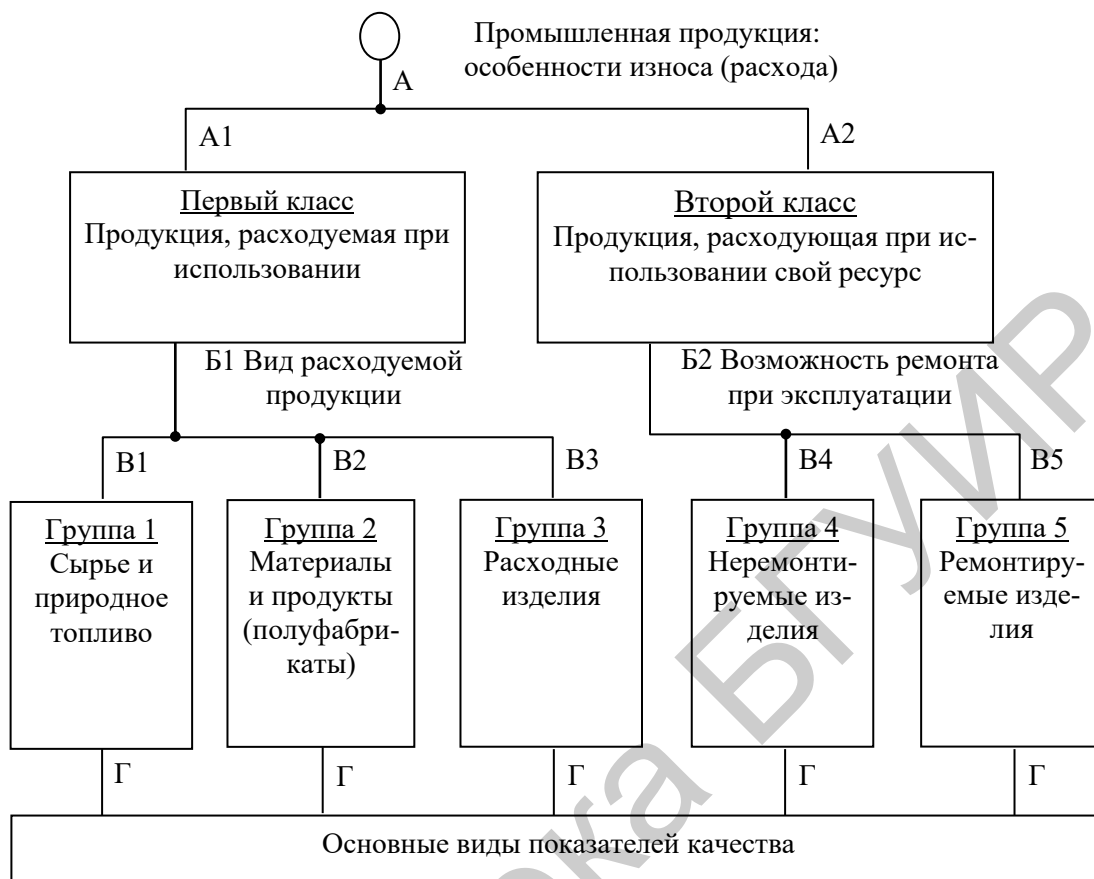 Промышленная продукция:
особенности износа (расхода)
А
А1
А2
Первый класс
Продукция, расходуемая при
использовании
Второй класс
Продукция, расходующая при ис-
пользовании свой ресурс
Б1 Вид расходуемой
продукции
Б2 Возможность ремонта
при эксплуатации
В1
В2
В3
В4
В5
Группа 1
Сырье и
природное
топливо
Группа 2
Материалы
и продукты
(полуфабри-
каты)
Группа 3
Расходные
изделия
Группа 4
Неремонти-
руемые из-
делия
Группа 5
Ремонтиру-
емые изде-
лия
Г
Г
Г
Г
Г
Основные виды показателей качества
ека БГУИР